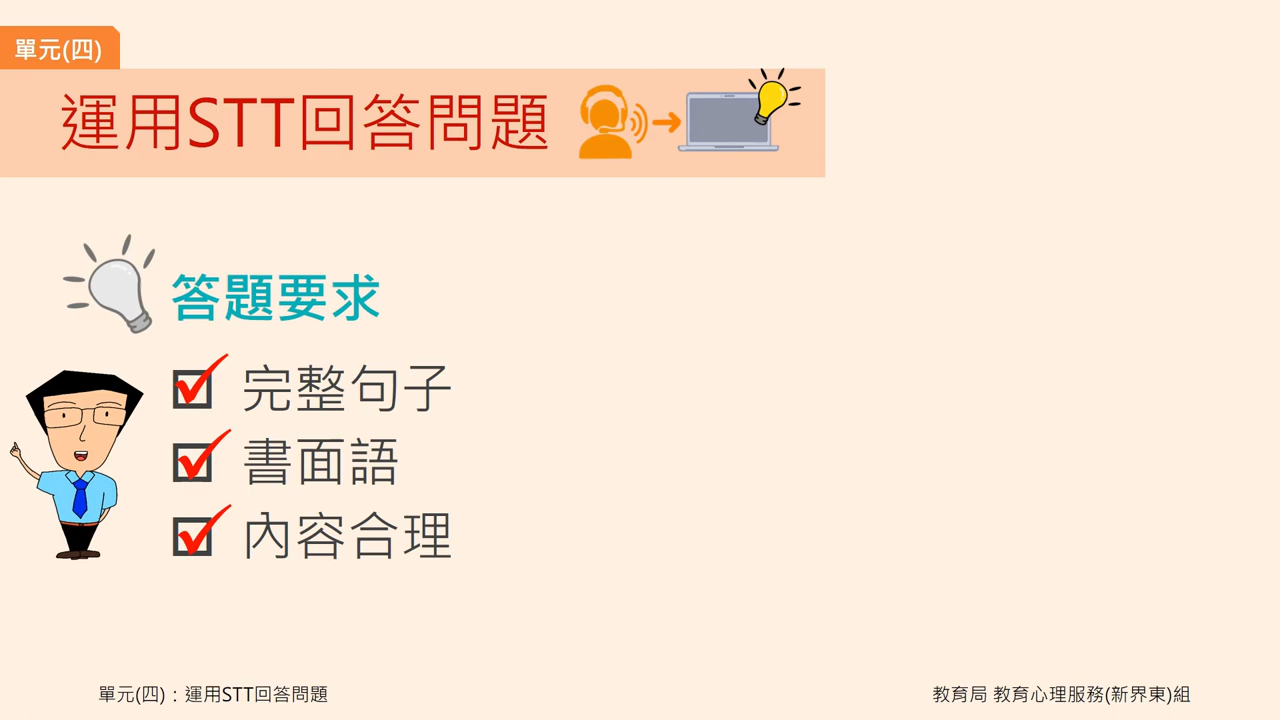 單元(四)
運用STT回答問題
答題要求
完整句子
書面語
內容合理
單元(四)：運用STT回答問題
教育局 教育心理服務(新界東)組